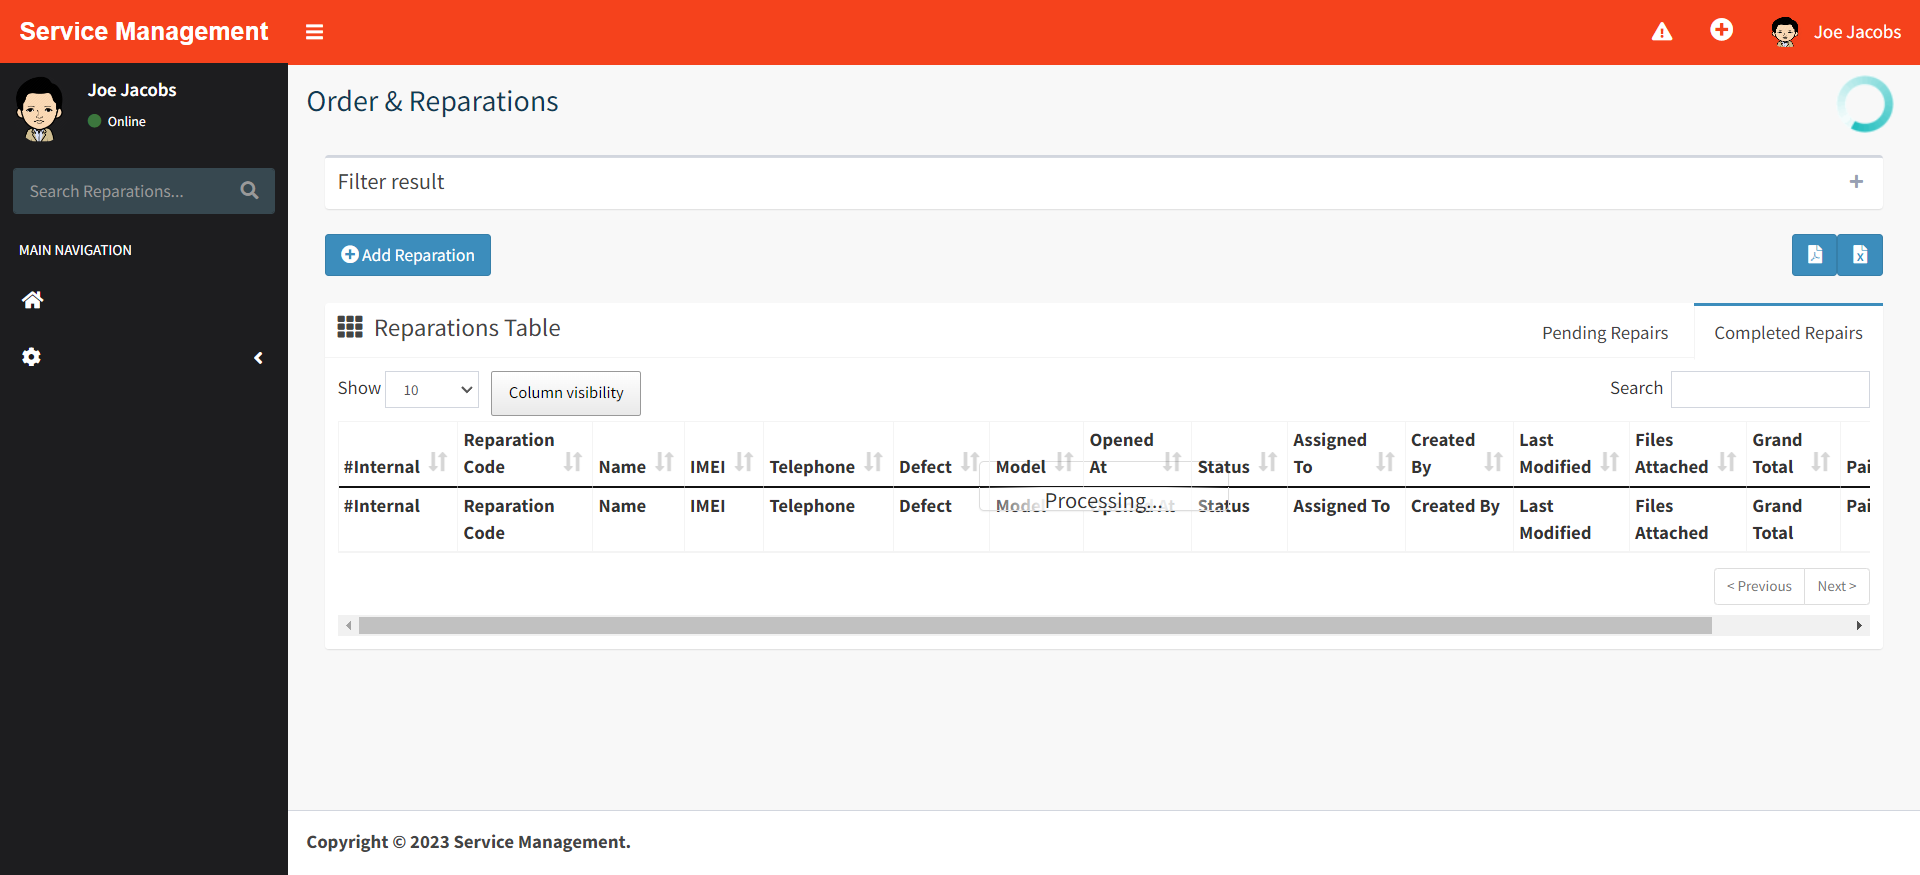 Service Management
Joe Jacobs
Joe Jacobs
Online
Search Reparations...
MAIN NAVIGATION
Order & Reparations
Filter result
Add Reparation
Reparations Table
Pending Repairs
Completed Repairs
Show 10 Column visibility
Search
#Internal Reparation Code Name IMEI Telephone Defect Model Opened At Status Assigned To Created By Last Modified Files Attached Grand Total Pai
Processing...
#Internal Reparation Code Name IMEI Telephone Defect Model Opened At Status Assigned To Created By Last Modified Files Attached Grand Total Pai
< Previous Next >
Copyright © 2023 Service Management.